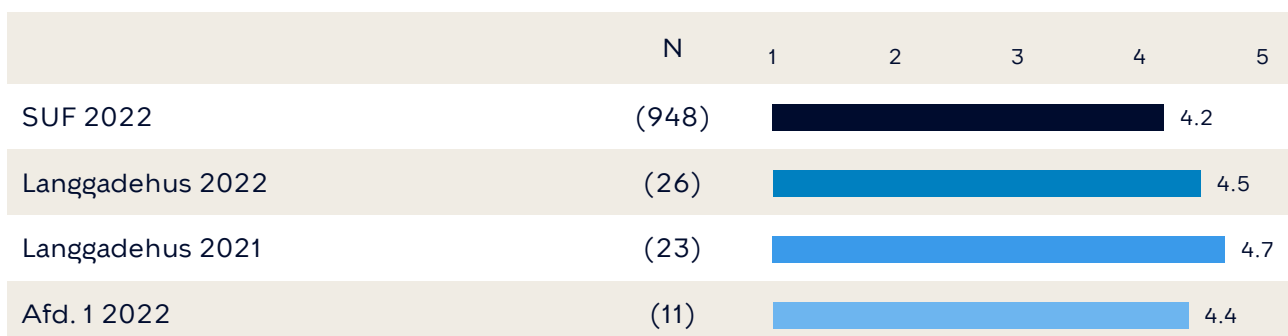 N 1 2 3 4 5
SUF 2022 (948) 4.2
Langgadehus 2022 (26) 4.5
Langgadehus 2021 (23) 4.7
Afd. 1 2022 (11) 4.4